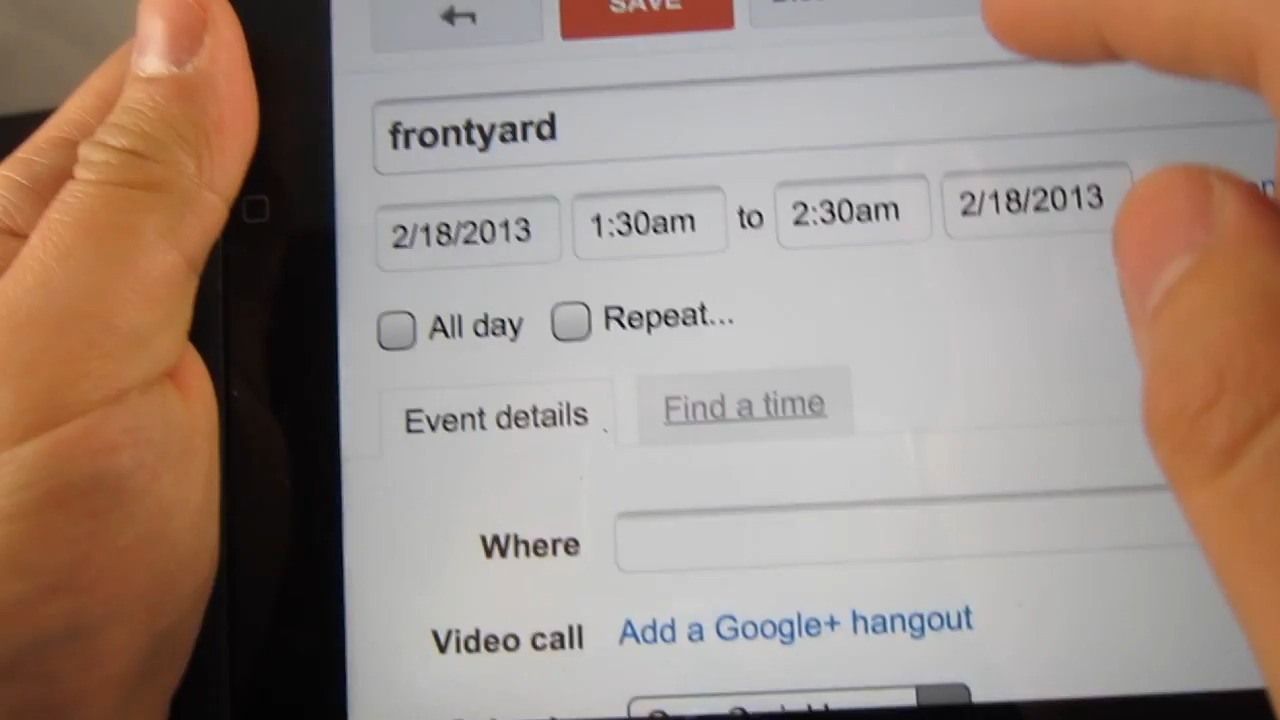 SAVE
frontyard
2/18/2013 1:30am to 2:30am 2/18/2013
All day Repeat...
Event details Find a time
Where
Video call Add a Google+ hangout